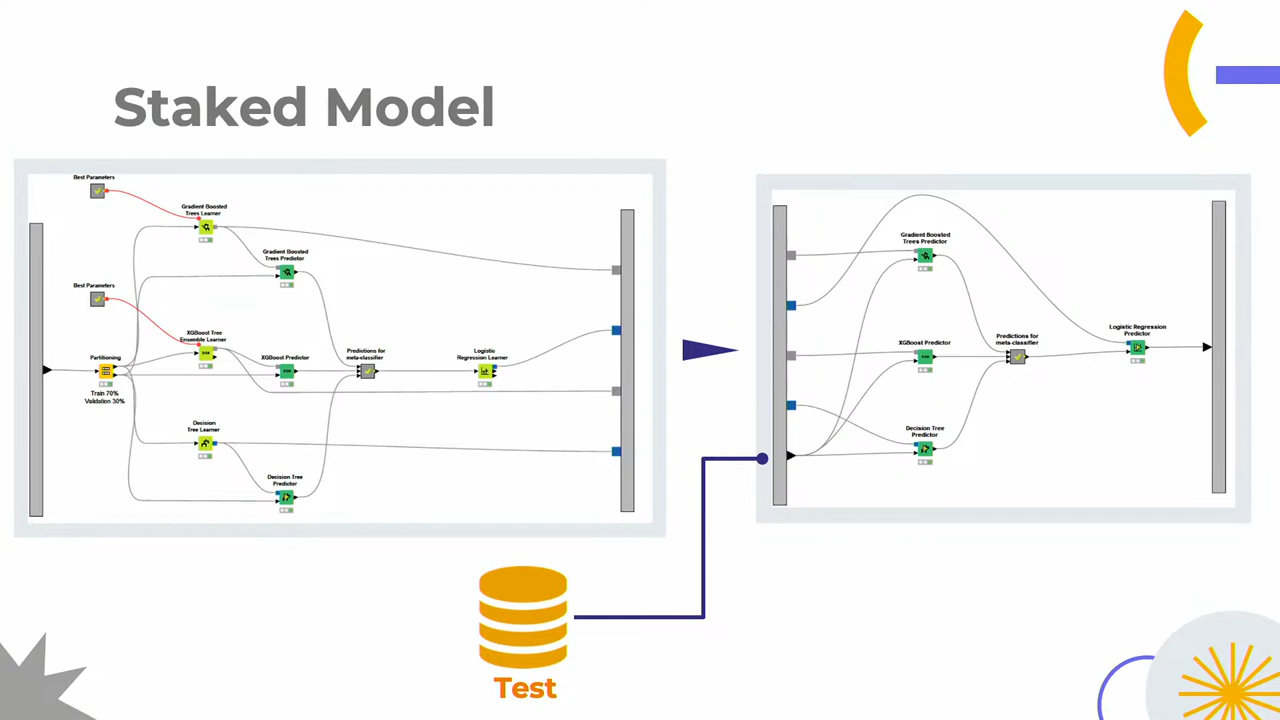 Staked Model
Best Parameters
Gradient Boosted
Trees Learner
Gradient Boosted
Trees Predictor
Best Parameters
XGBoost Tree
Ensemble Learner
Partitioning
Train 70%
Validation 30%
XGBoost Predictor
Predictions for
meta-classifier
Logistic
Regression Learner
Decision
Tree Learner
Decision Tree
Predictor
Gradient Boosted
Trees Predictor
XGBoost Predictor
Predictions for
meta-classifier
Logistic Regression
Predictor
Decision Tree
Predictor
Test